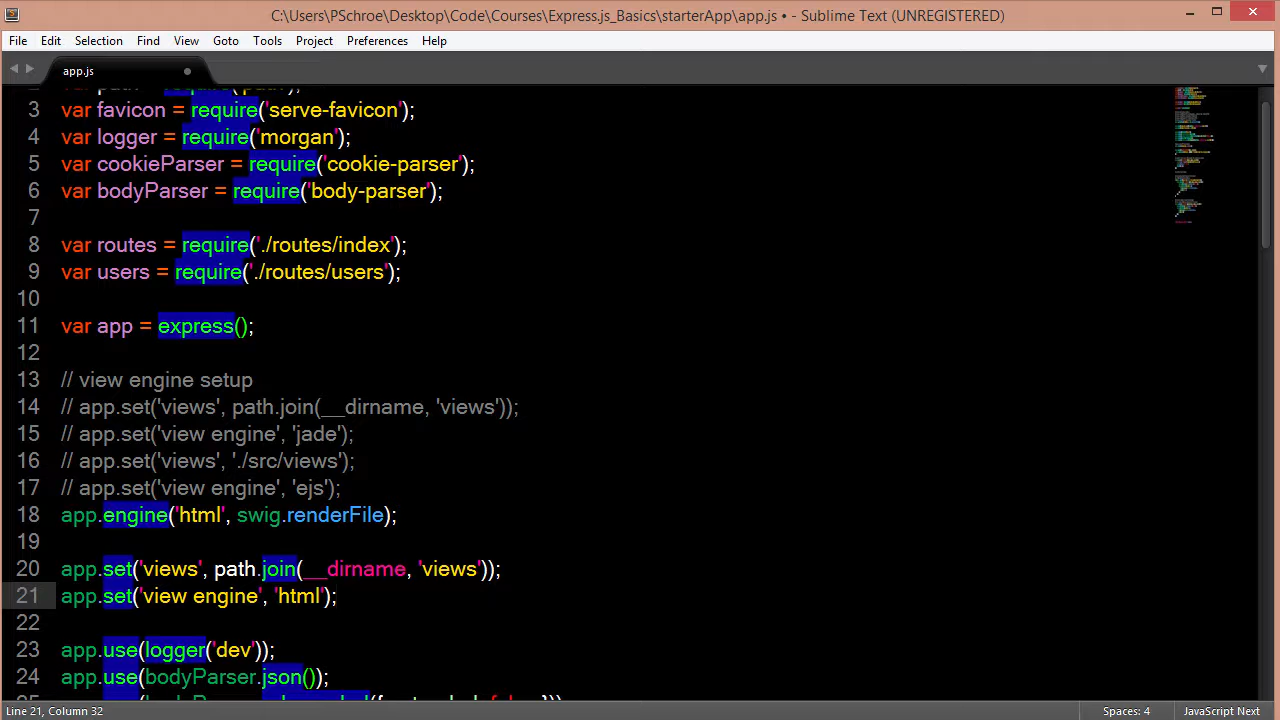 C:\Users\PSchroe\Desktop\Code\Courses\Express.js_Basics\starterApp\app.js • - Sublime Text (UNREGISTERED)
File Edit Selection Find View Goto Tools Project Preferences Help
app.js
3 var favicon = require('serve-favicon');
4 var logger = require('morgan');
5 var cookieParser = require('cookie-parser');
6 var bodyParser = require('body-parser');
7
8 var routes = require('./routes/index');
9 var users = require('./routes/users');
10
11 var app = express();
12
13 // view engine setup
14 // app.set('views', path.join(__dirname, 'views'));
15 // app.set('view engine', 'jade');
16 // app.set('views', './src/views');
17 // app.set('view engine', 'ejs');
18 app.engine('html', swig.renderFile);
19
20 app.set('views', path.join(__dirname, 'views'));
21 app.set('view engine', 'html');
22
23 app.use(logger('dev'));
24 app.use(bodyParser.json());
Line 21, Column 32 Spaces: 4 JavaScript Next